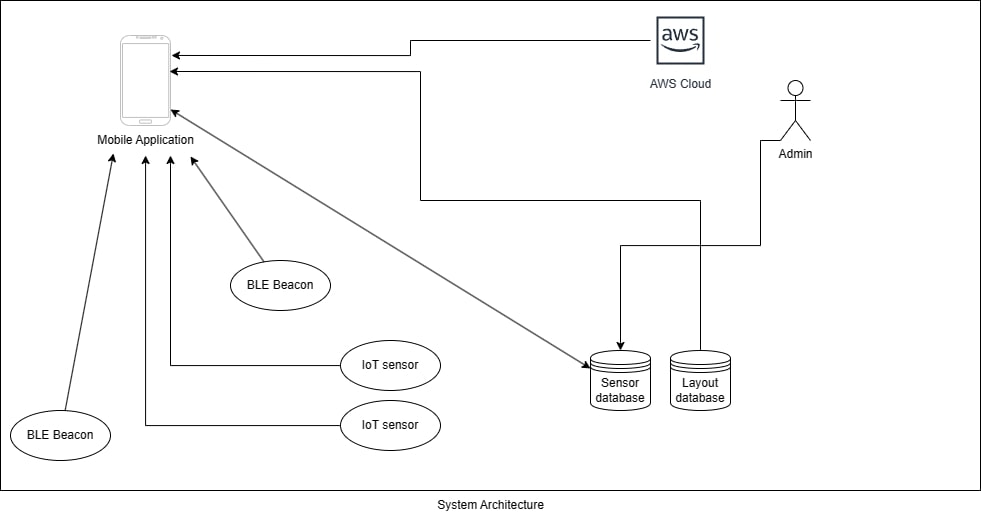 aws
AWS Cloud
Mobile Application
Admin
BLE Beacon
IoT sensor
Sensor
database
Layout
database
IoT sensor
BLE Beacon
System Architecture